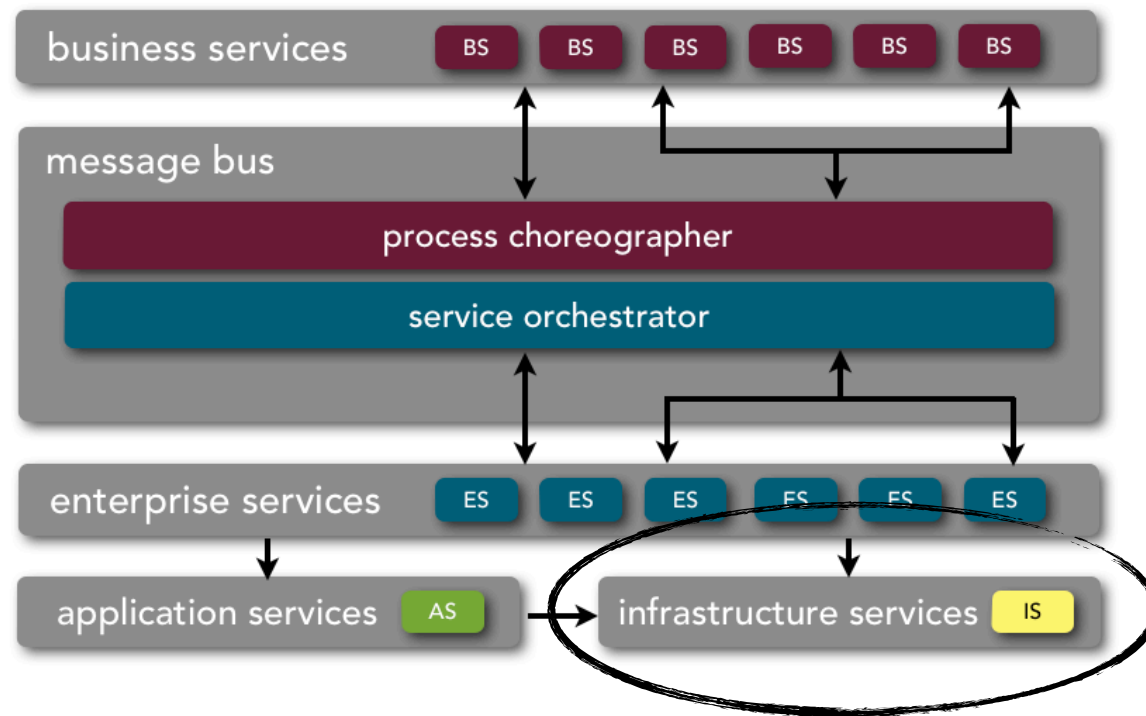 business services BS BS BS BS BS BS
message bus
process choreographer
service orchestrator
enterprise services ES ES ES ES ES ES
application services AS infrastructure services IS